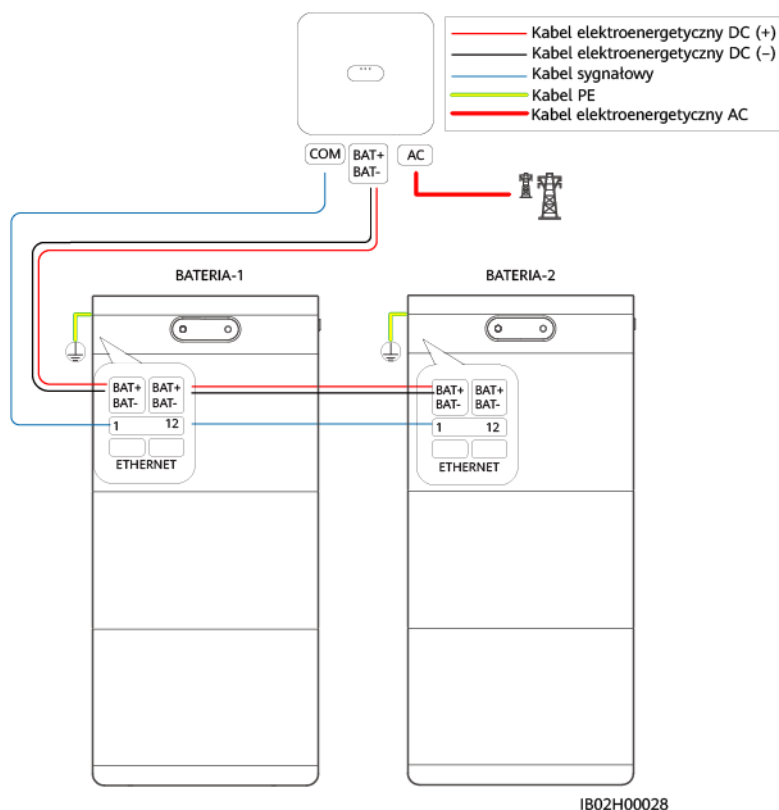 Kabel elektroenergetyczny DC (+)
Kabel elektroenergetyczny DC (−)
Kabel sygnałowy
Kabel PE
Kabel elektroenergetyczny AC
COM
BAT+
BAT-
AC
BATERIA-1
BATERIA-2
BAT+ BAT+
BAT- BAT-
1 12
ETHERNET
BAT+ BAT+
BAT- BAT-
1 12
ETHERNET
IB02H00028